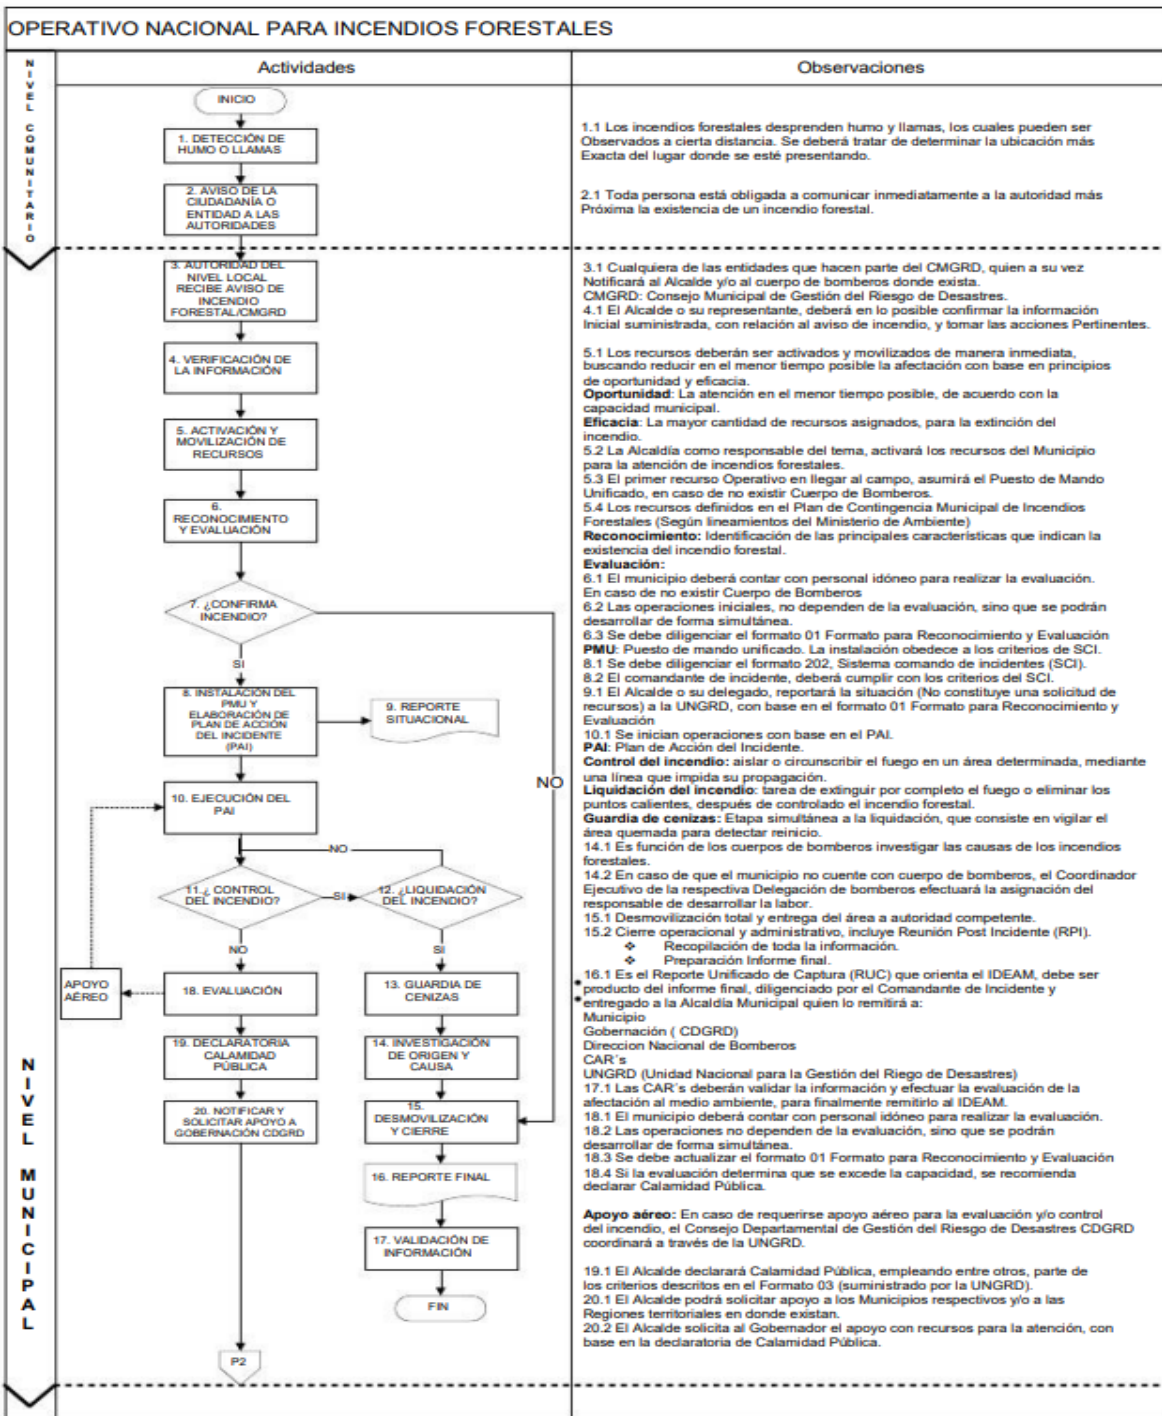 OPERATIVO NACIONAL PARA INCENDIOS FORESTALES
NIVEL COMUNITARIO
Actividades
INICIO
1. DETECCIÓN DE
HUMO O LLAMAS
2. AVISO DE LA
CIUDADANÍA O
ENTIDAD A LAS
AUTORIDADES
3. AUTORIDAD DEL
NIVEL LOCAL
RECIBE AVISO DE
INCENDIO
FORESTAL/CMGRD
4. VERIFICACIÓN DE
LA INFORMACIÓN
5. ACTIVACIÓN Y
MOVILIZACIÓN DE
RECURSOS
6.
RECONOCIMIENTO
Y EVALUACIÓN
7. ¿CONFIRMA
INCENDIO?
SI
NO
8. INSTALACIÓN DEL
PMU Y
ELABORACIÓN DE
PLAN DE ACCIÓN
DEL INCIDENTE
(PAI)
9. REPORTE
SITUACIONAL
10. EJECUCIÓN DEL
PAI
NO
11.¿ CONTROL
DEL INCENDIO?
SI
12. ¿LIQUIDACIÓN
DEL INCENDIO?
NO
SI
APOYO
AÉREO
18. EVALUACIÓN
13. GUARDIA DE
CENIZAS
19. DECLARATORIA
CALAMIDAD
PÚBLICA
14. INVESTIGACIÓN
DE ORIGEN Y
CAUSA
20. NOTIFICAR Y
SOLICITAR APOYO A
GOBERNACIÓN CDGRD
15.
DESMOVILIZACIÓN
Y CIERRE
16. REPORTE FINAL
17. VALIDACIÓN DE
INFORMACIÓN
FIN
P2
NIVEL MUNICIPAL
Observaciones
1.1 Los incendios forestales desprenden humo y llamas, los cuales pueden ser
Observados a cierta distancia. Se deberá tratar de determinar la ubicación más
Exacta del lugar donde se esté presentando.
2.1 Toda persona está obligada a comunicar inmediatamente a la autoridad más
Próxima la existencia de un incendio forestal.
3.1 Cualquiera de las entidades que hacen parte del CMGRD, quien a su vez
Notificará al Alcalde y/o al cuerpo de bomberos donde exista.
CMGRD: Consejo Municipal de Gestión del Riesgo de Desastres.
4.1 El Alcalde o su representante, deberá en lo posible confirmar la información
Inicial suministrada, con relación al aviso de incendio, y tomar las acciones Pertinentes.
5.1 Los recursos deberán ser activados y movilizados de manera inmediata,
buscando reducir en el menor tiempo posible la afectación con base en principios
de oportunidad y eficacia.
Oportunidad: La atención en el menor tiempo posible, de acuerdo con la
capacidad municipal.
Eficacia: La mayor cantidad de recursos asignados, para la extinción del
incendio.
5.2 La Alcaldía como responsable del tema, activará los recursos del Municipio
para la atención de incendios forestales.
5.3 El primer recurso Operativo en llegar al campo, asumirá el Puesto de Mando
Unificado, en caso de no existir Cuerpo de Bomberos.
5.4 Los recursos definidos en el Plan de Contingencia Municipal de Incendios
Forestales (Según lineamientos del Ministerio de Ambiente)
Reconocimiento: Identificación de las principales características que indican la
existencia del incendio forestal.
Evaluación:
6.1 El municipio deberá contar con personal idóneo para realizar la evaluación.
En caso de no existir Cuerpo de Bomberos
6.2 Las operaciones iniciales, no dependen de la evaluación, sino que se podrán
desarrollar de forma simultánea.
6.3 Se debe diligenciar el formato 01 Formato para Reconocimiento y Evaluación
PMU: Puesto de mando unificado. La instalación obedece a los criterios de SCI.
8.1 Se debe diligenciar el formato 202, Sistema comando de incidentes (SCI).
8.2 El comandante de incidente, deberá cumplir con los criterios del SCI.
9.1 El Alcalde o su delegado, reportará la situación (No constituye una solicitud de
recursos) a la UNGRD, con base en el formato 01 Formato para Reconocimiento y
Evaluación
10.1 Se inician operaciones con base en el PAI.
PAI: Plan de Acción del Incidente.
Control del incendio: aislar o circunscribir el fuego en un área determinada, mediante
una línea que impida su propagación.
Liquidación del incendio: tarea de extinguir por completo el fuego o eliminar los
puntos calientes, después de controlado el incendio forestal.
Guardia de cenizas: Etapa simultánea a la liquidación, que consiste en vigilar el
área quemada para detectar reinicio.
14.1 Es función de los cuerpos de bomberos investigar las causas de los incendios
forestales.
14.2 En caso de que el municipio no cuente con cuerpo de bomberos, el Coordinador
Ejecutivo de la respectiva Delegación de bomberos efectuará la asignación del
responsable de desarrollar la labor.
15.1 Desmovilización total y entrega del área a autoridad competente.
15.2 Cierre operacional y administrativo, incluye Reunión Post Incidente (RPI).
❖ Recopilación de toda la información.
❖ Preparación Informe final.
16.1 Es el Reporte Unificado de Captura (RUC) que orienta el IDEAM, debe ser
• producto del informe final, diligenciado por el Comandante de Incidente y
• entregado a la Alcaldía Municipal quien lo remitirá a:
Municipio
Gobernación ( CDGRD)
Direccion Nacional de Bomberos
CAR´s
UNGRD (Unidad Nacional para la Gestión del Riego de Desastres)
17.1 Las CAR´s deberán validar la información y efectuar la evaluación de la
afectación al medio ambiente, para finalmente remitirlo al IDEAM.
18.1 El municipio deberá contar con personal idóneo para realizar la evaluación.
18.2 Las operaciones no dependen de la evaluación, sino que se podrán
desarrollar de forma simultánea.
18.3 Se debe actualizar el formato 01 Formato para Reconocimiento y Evaluación
18.4 Si la evaluación determina que se excede la capacidad, se recomienda
declarar Calamidad Pública.
Apoyo aéreo: En caso de requerirse apoyo aéreo para la evaluación y/o control
del incendio, el Consejo Departamental de Gestión del Riesgo de Desastres CDGRD
coordinará a través de la UNGRD.
19.1 El Alcalde declarará Calamidad Pública, empleando entre otros, parte de
los criterios descritos en el Formato 03 (suministrado por la UNGRD).
20.1 El Alcalde podrá solicitar apoyo a los Municipios respectivos y/o a las
Regiones territoriales en donde existan.
20.2 El Alcalde solicita al Gobernador el apoyo con recursos para la atención, con
base en la declaratoria de Calamidad Pública.